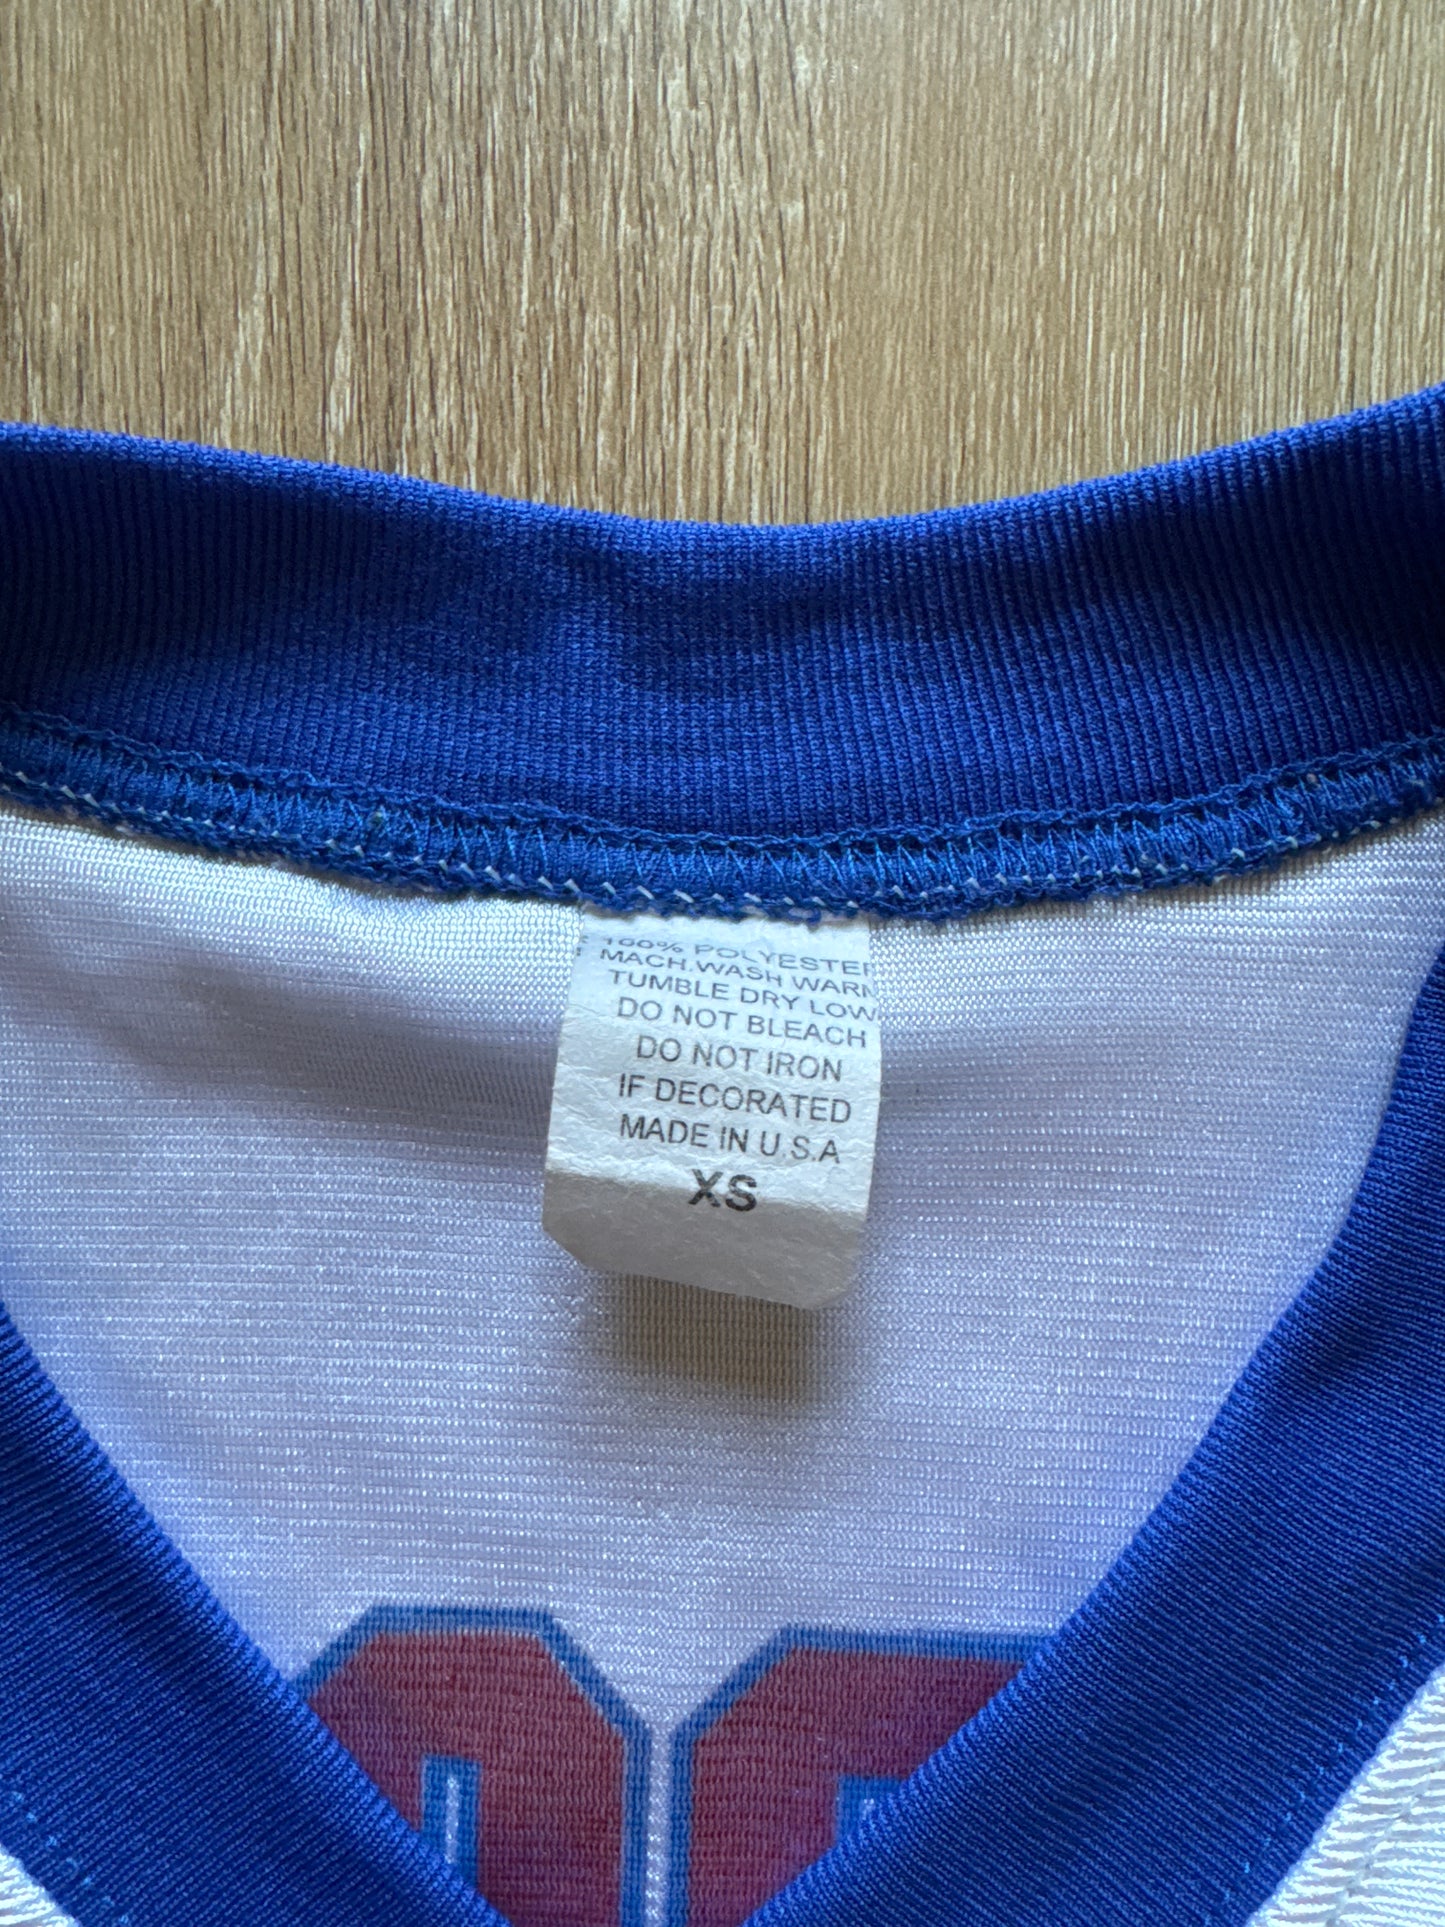 100% POLYESTER
MACH.WASH WARM
TUMBLE DRY LOW
DO NOT BLEACH
DO NOT IRON
IF DECORATED
MADE IN U.S.A
XS